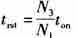 t_rst = N_3/N_1 t_on